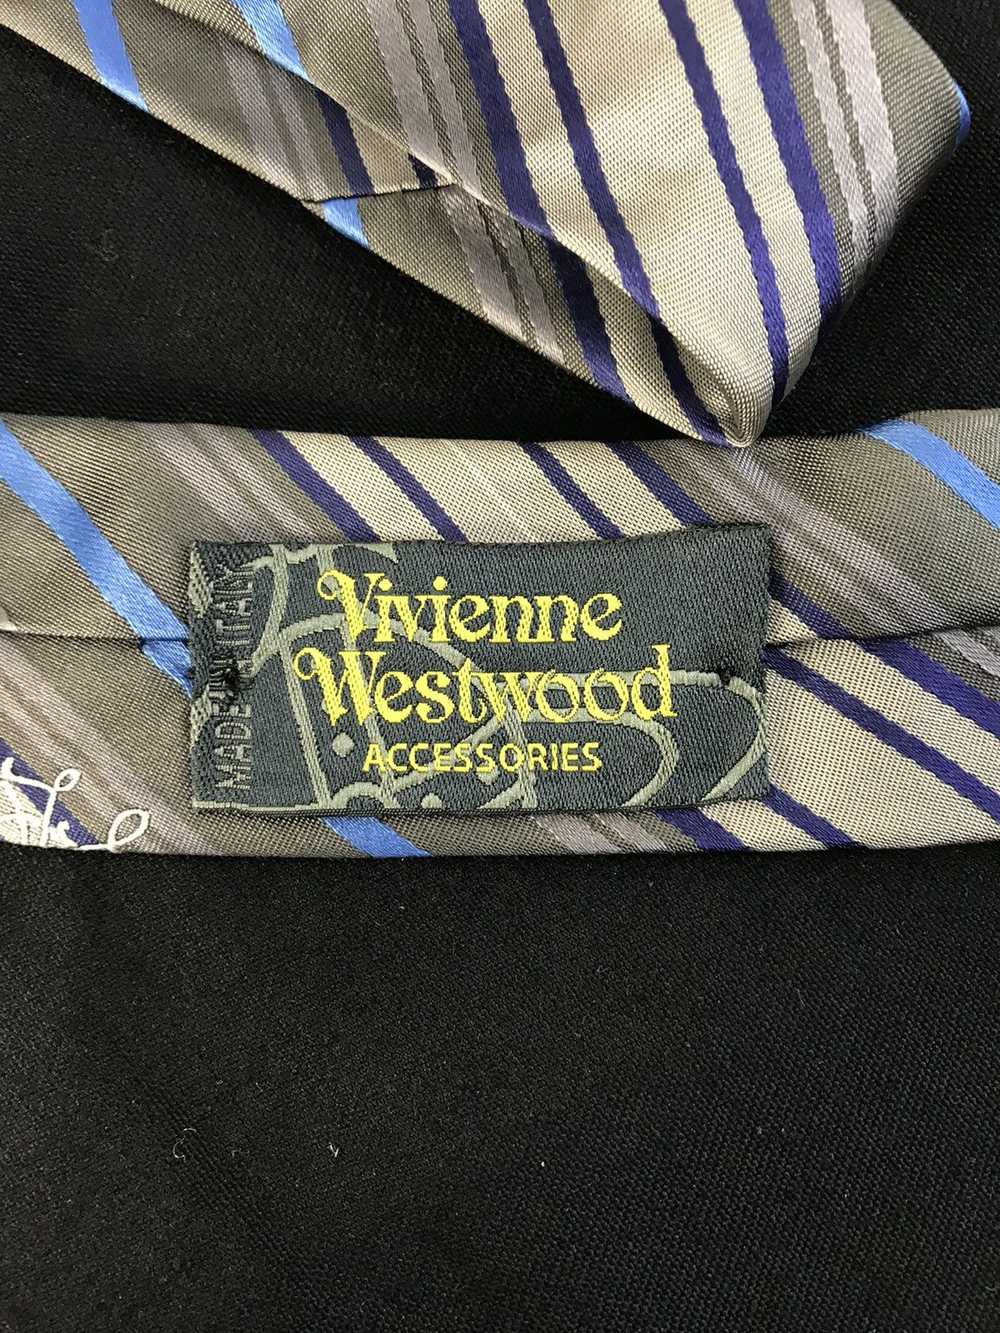 Vivienne
Westwood
ACCESSORIES
MADE IN ITALY